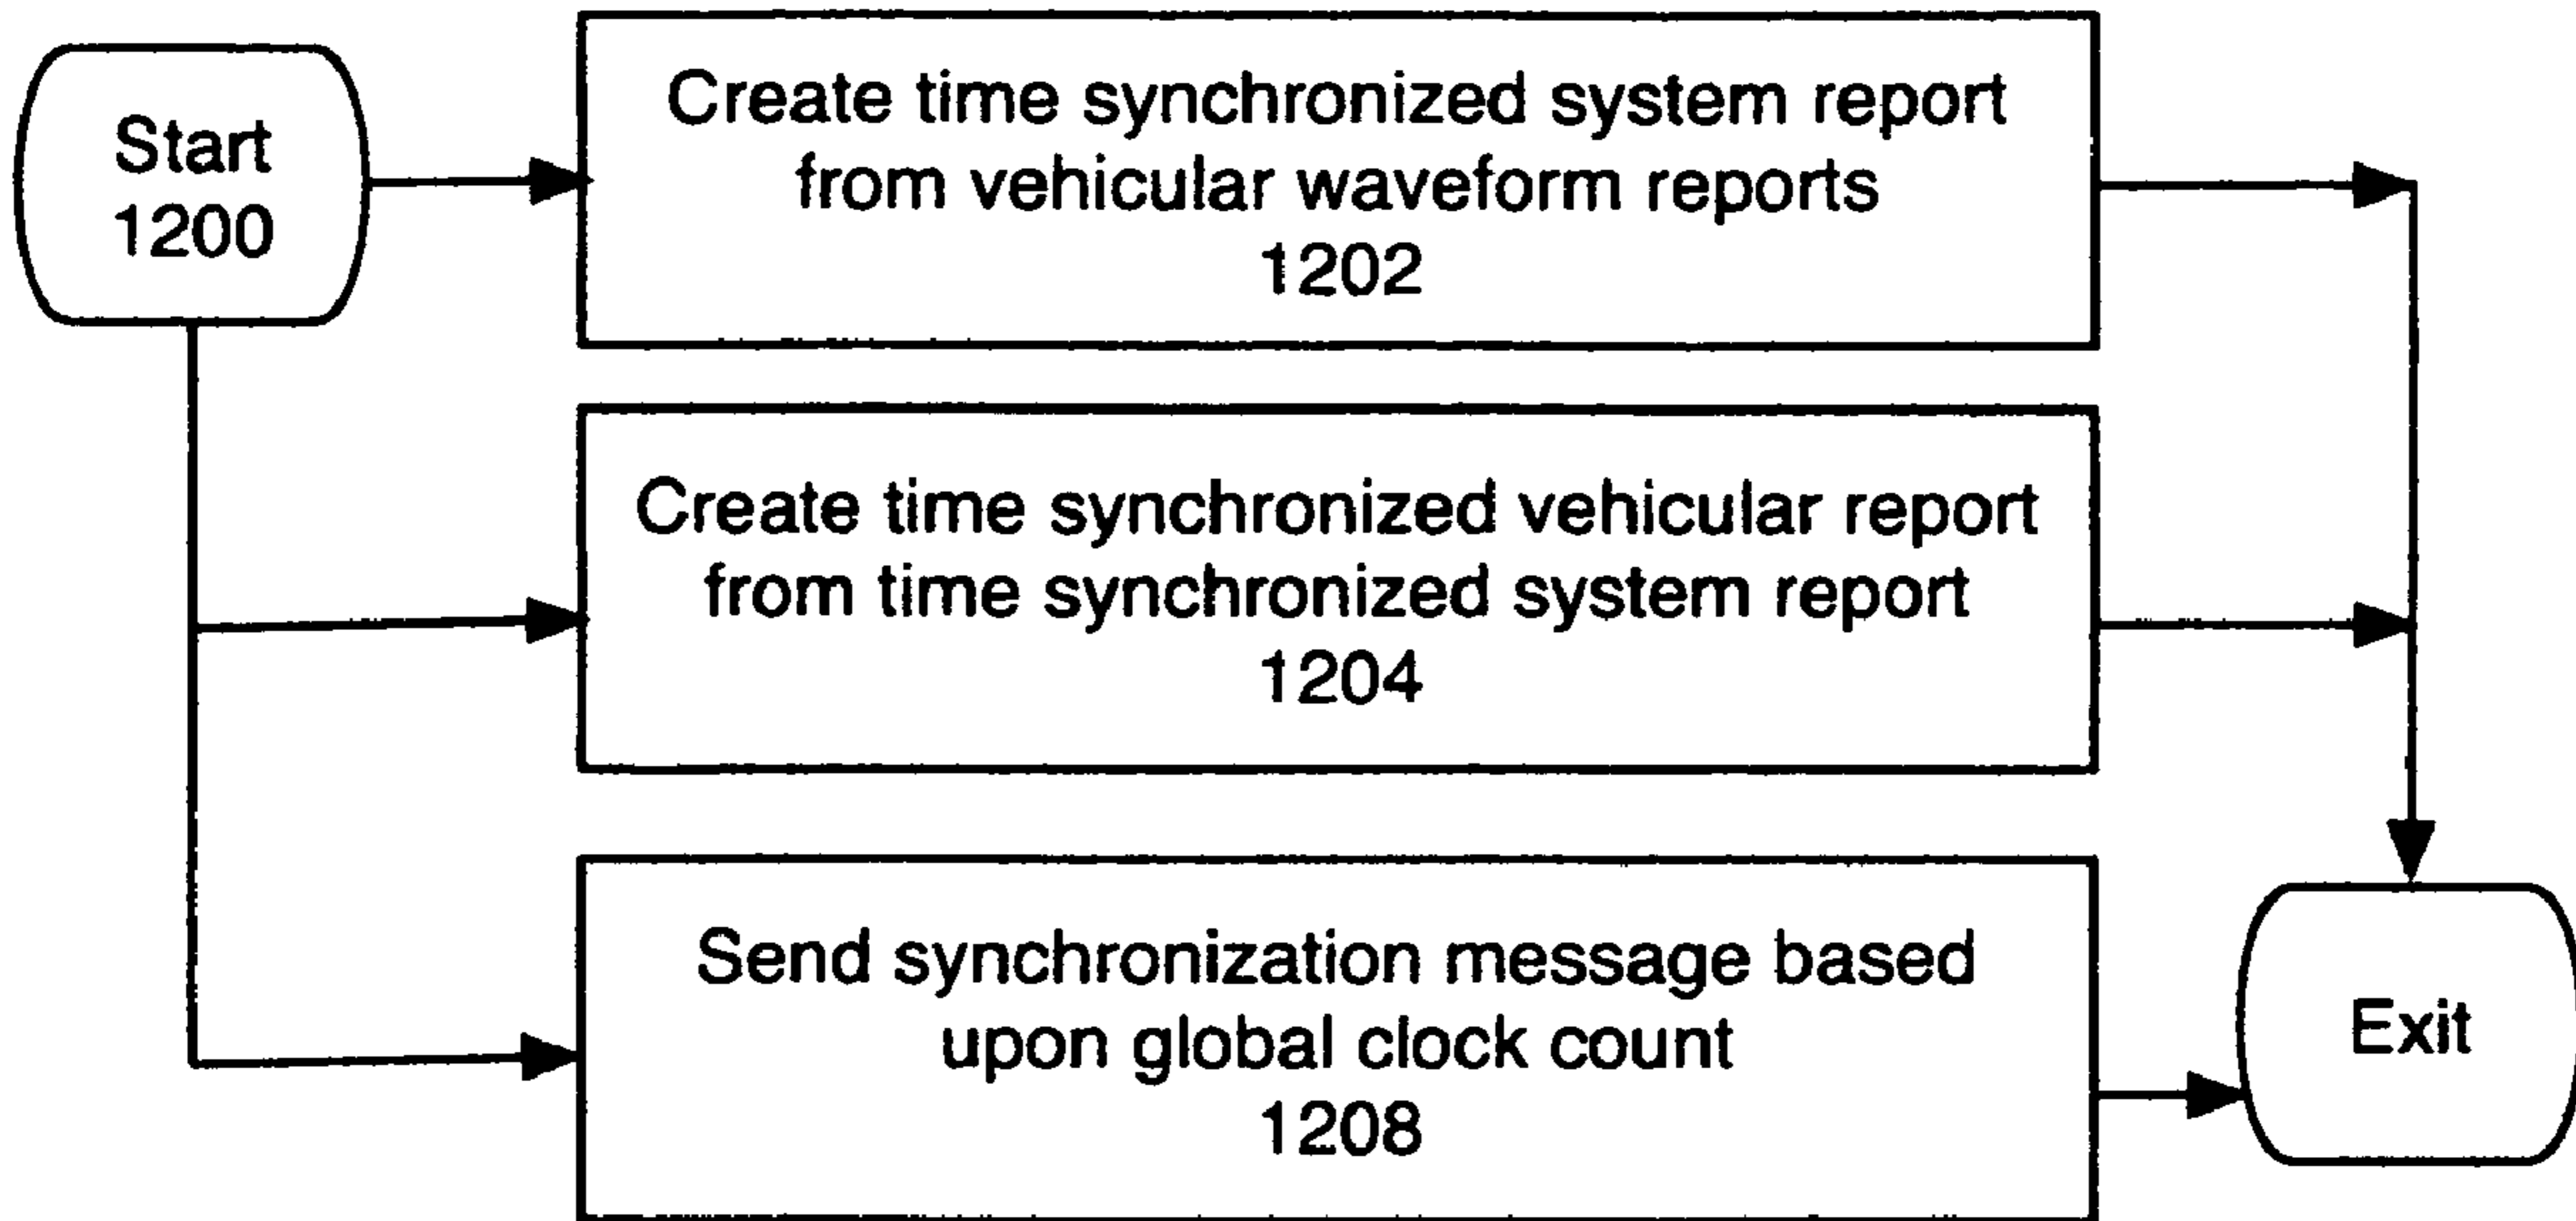 Start
1200
Create time synchronized system report
from vehicular waveform reports
1202
Create time synchronized vehicular report
from time synchronized system report
1204
Send synchronization message based
upon global clock count
1208
Exit